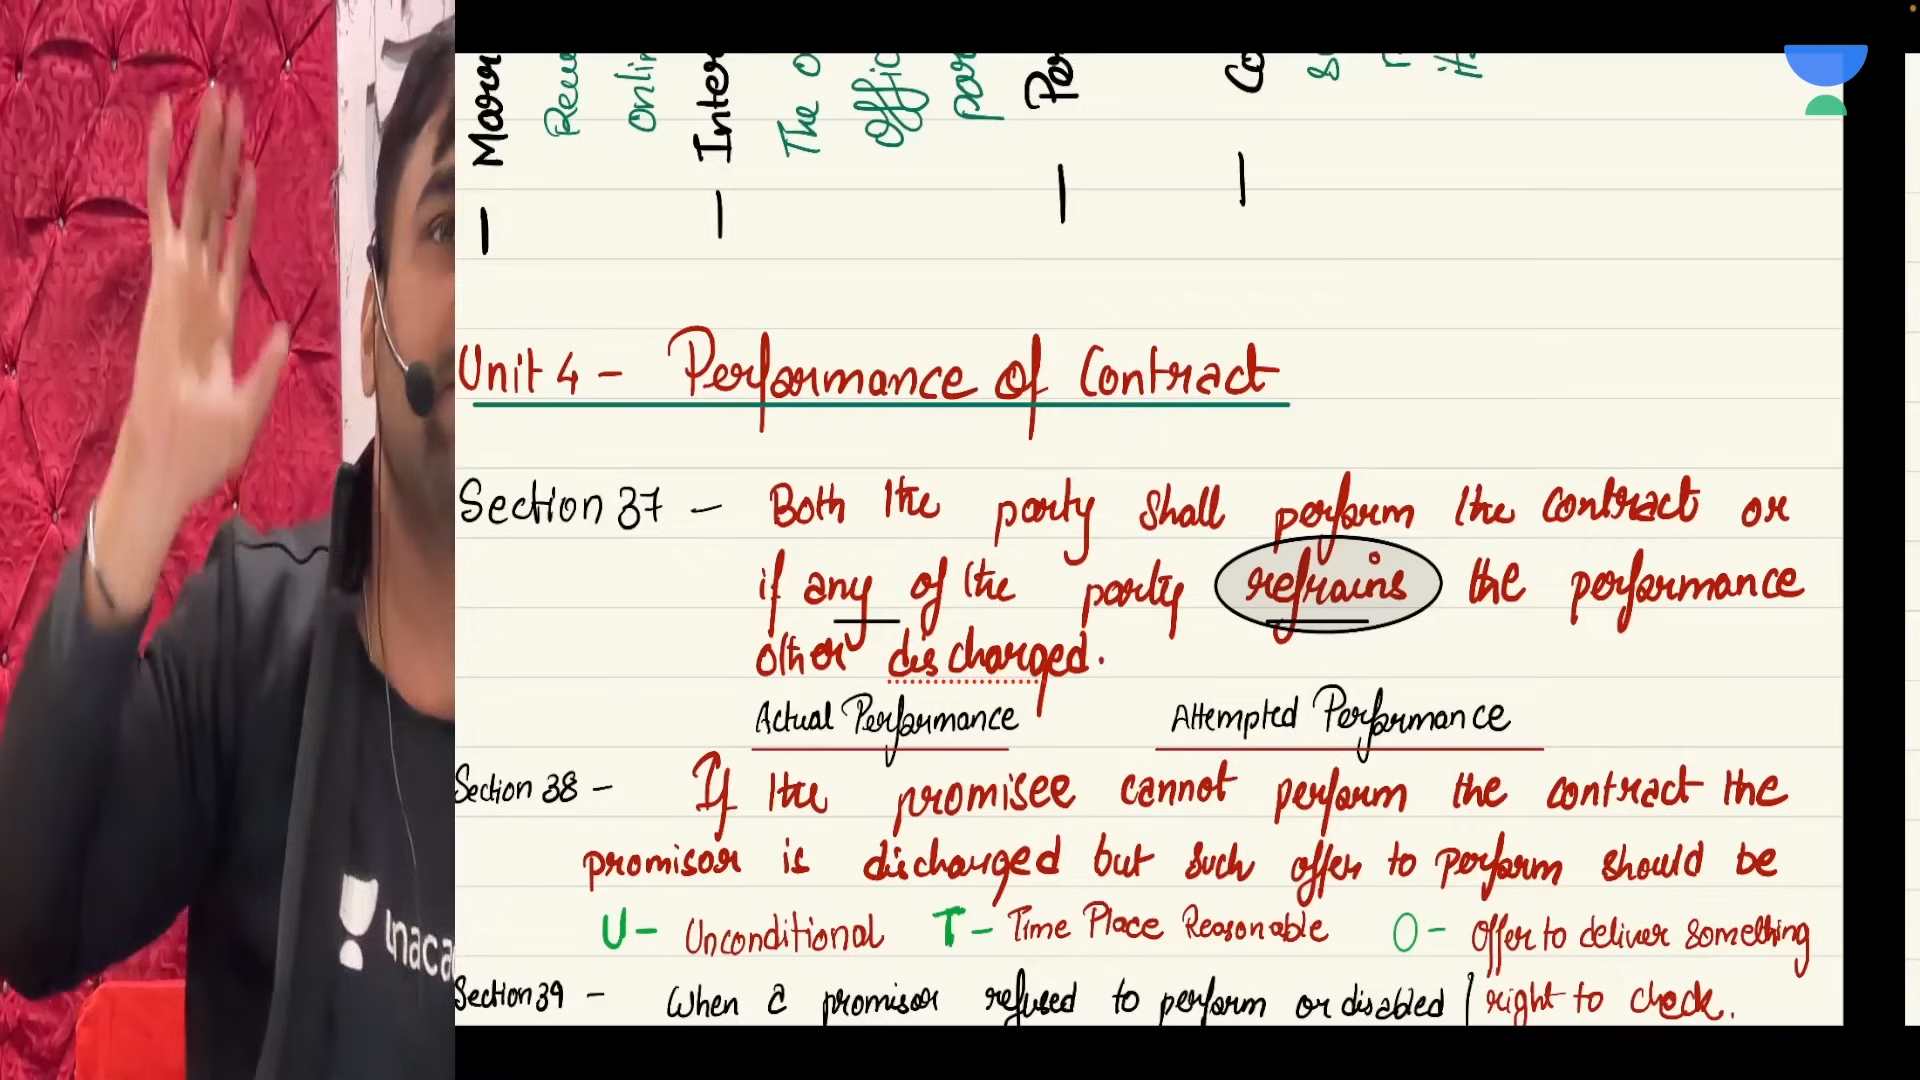 Unit 4 - Performance of Contract
Section 37 - Both the party shall perform the contract or
if any of the party refrains the performance
other discharged.
Actual Performance Attempted Performance
Section 38 - If the promisee cannot perform the contract the
promisor is discharged but such offer to perform should be
U - Unconditional T - Time Place Reasonable O - Offer to deliver something
right to check.
Section 39 - When a promisor refused to perform or disabled
unaca